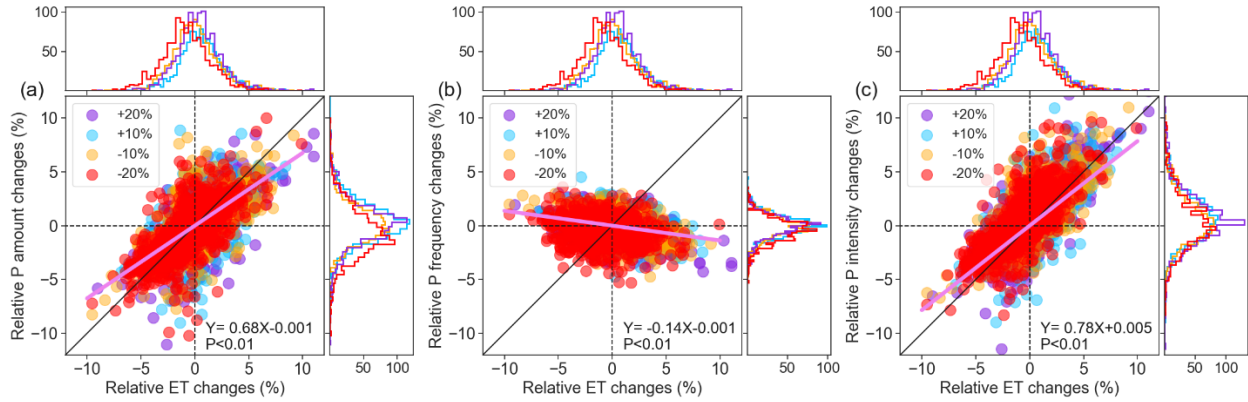 100
50
(a)
10
5
0
−5
−10
Relative P amount changes (%)
+20%
+10%
-10%
-20%
Y= 0.68X-0.001
P<0.01
−10 −5 0 5 10
50 100
Relative ET changes (%)
100
50
(b)
10
5
0
−5
−10
Relative P frequency changes (%)
+20%
+10%
-10%
-20%
Y= -0.14X-0.001
P<0.01
−10 −5 0 5 10
50 100
Relative ET changes (%)
100
50
(c)
10
5
0
−5
−10
Relative P intensity changes (%)
+20%
+10%
-10%
-20%
Y= 0.78X+0.005
P<0.01
−10 −5 0 5 10
50 100
Relative ET changes (%)